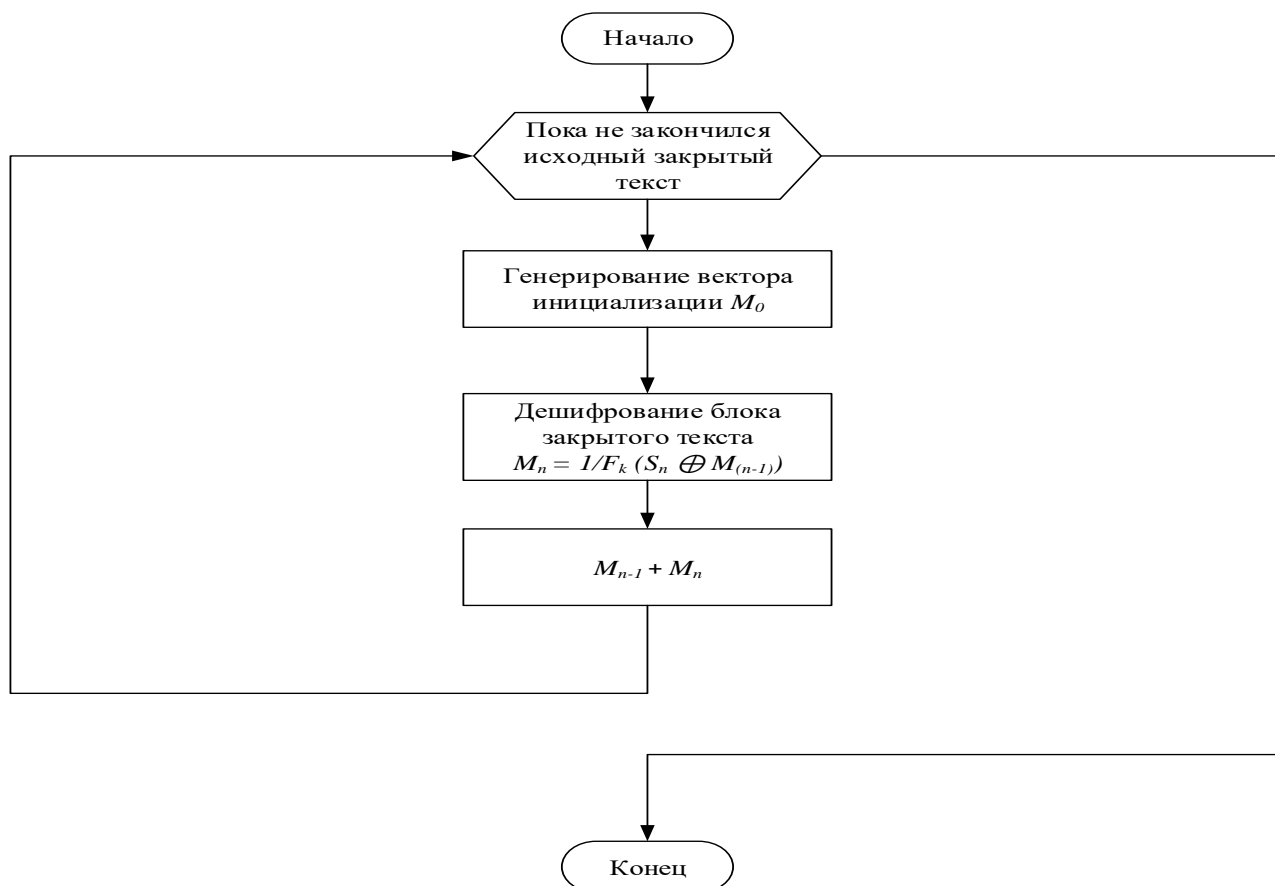 Начало
Пока не закончился
исходный закрытый
текст
Генерирование вектора
инициализации M₀
Дешифрование блока
закрытого текста
Mₙ = 1/Fₖ (Sₙ ⊕ M₍ₙ₋₁₎)
Mₙ₋₁ + Mₙ
Конец